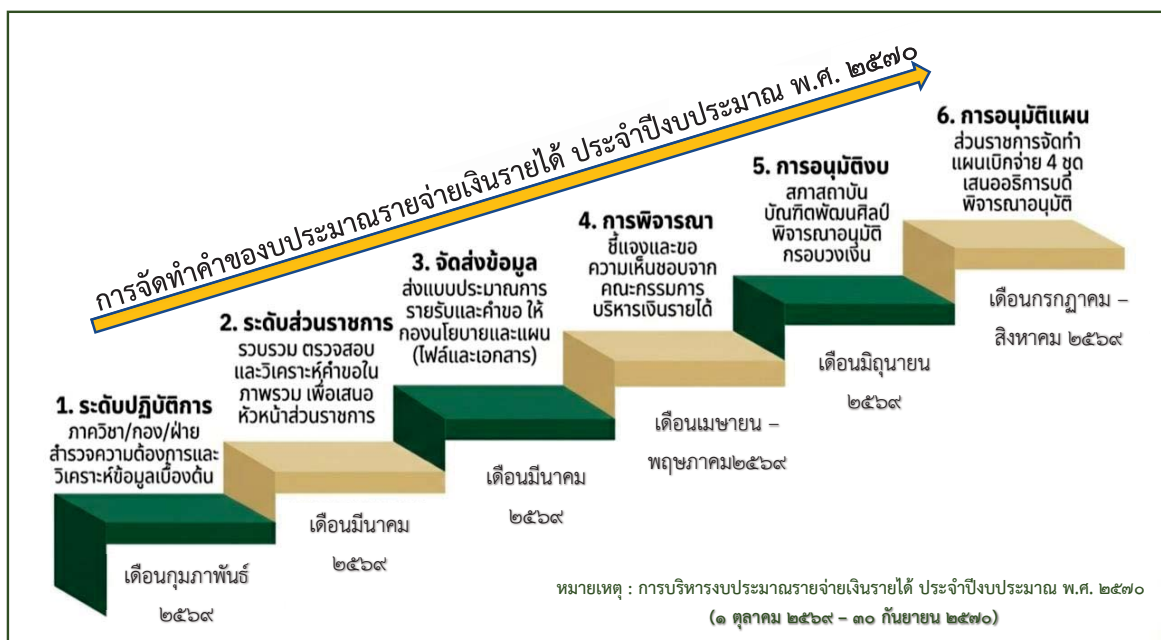 การจัดทำคำของบประมาณรายจ่ายเงินรายได้ ประจำปีงบประมาณ พ.ศ. ๒๕๗๐
1. ระดับปฏิบัติการ
ภาควิชา/กอง/ฝ่าย
สำรวจความต้องการและ
วิเคราะห์ข้อมูลเบื้องต้น
เดือนกุมภาพันธ์
๒๕๖๙
2. ระดับส่วนราชการ
รวบรวม ตรวจสอบ
และวิเคราะห์คำขอใน
ภาพรวม เพื่อเสนอ
หัวหน้าส่วนราชการ
เดือนมีนาคม
๒๕๖๙
3. จัดส่งข้อมูล
ส่งแบบประมาณการ
รายรับและคำขอ ให้
กองนโยบายและแผน
(ไฟล์และเอกสาร)
เดือนมีนาคม
๒๕๖๙
4. การพิจารณา
ชี้แจงและขอ
ความเห็นชอบจาก
คณะกรรมการ
บริหารเงินรายได้
เดือนเมษายน –
พฤษภาคม๒๕๖๙
5. การอนุมัติงบ
สภาสถาบัน
บัณฑิตพัฒนศิลป์
พิจารณาอนุมัติ
กรอบวงเงิน
เดือนมิถุนายน
๒๕๖๙
6. การอนุมัติแผน
ส่วนราชการจัดทำ
แผนเบิกจ่าย 4 ชุด
เสนออธิการบดี
พิจารณาอนุมัติ
เดือนกรกฏาคม –
สิงหาคม ๒๕๖๙
หมายเหตุ : การบริหารงบประมาณรายจ่ายเงินรายได้ ประจำปีงบประมาณ พ.ศ. ๒๕๗๐
(๑ ตุลาคม ๒๕๖๙ – ๓๐ กันยายน ๒๕๗๐)